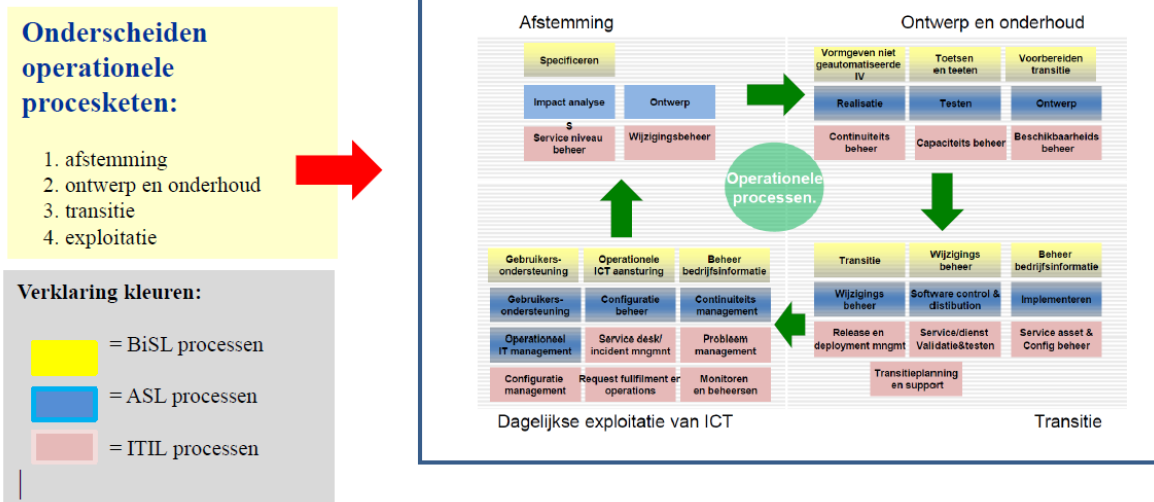 Onderscheiden
operationele
procesketen:
1. afstemming
2. ontwerp en onderhoud
3. transitie
4. exploitatie
Verklaring kleuren:
= BiSL processen
= ASL processen
= ITIL processen
Afstemming
Specificeren
Impact analyse
s
Ontwerp
Service niveau
beheer
Wijzigingsbeheer
Ontwerp en onderhoud
Vormgeven niet
geautomatiseerde
IV
Toetsen
en teeten
Voorbereiden
transitie
Realisatie
Testen
Ontwerp
Continuiteits
beheer
Capaciteits beheer
Beschikbaarheids
beheer
Operationele
processen.
Gebruikers-
ondersteuning
Operationele
ICT aansturing
Beheer
bedrijfsinformatie
Gebruikers-
ondersteuning
Configuratie
beheer
Continuiteits
management
Operationeel
IT management
Service desk/
incident mngmnt
Probleem
management
Configuratie
management
Request fullfilment en
operations
Monitoren
en beheersen
Dagelijkse exploitatie van ICT
Transitie
Wijzigings
beheer
Beheer
bedrijfsinformatie
Wijzigings
beheer
Software control &
distibution
Implementeren
Release en
deployment mngmt
Service/dienst
Validatie&testen
Service asset &
Config beheer
Transitieplanning
en support
Transitie